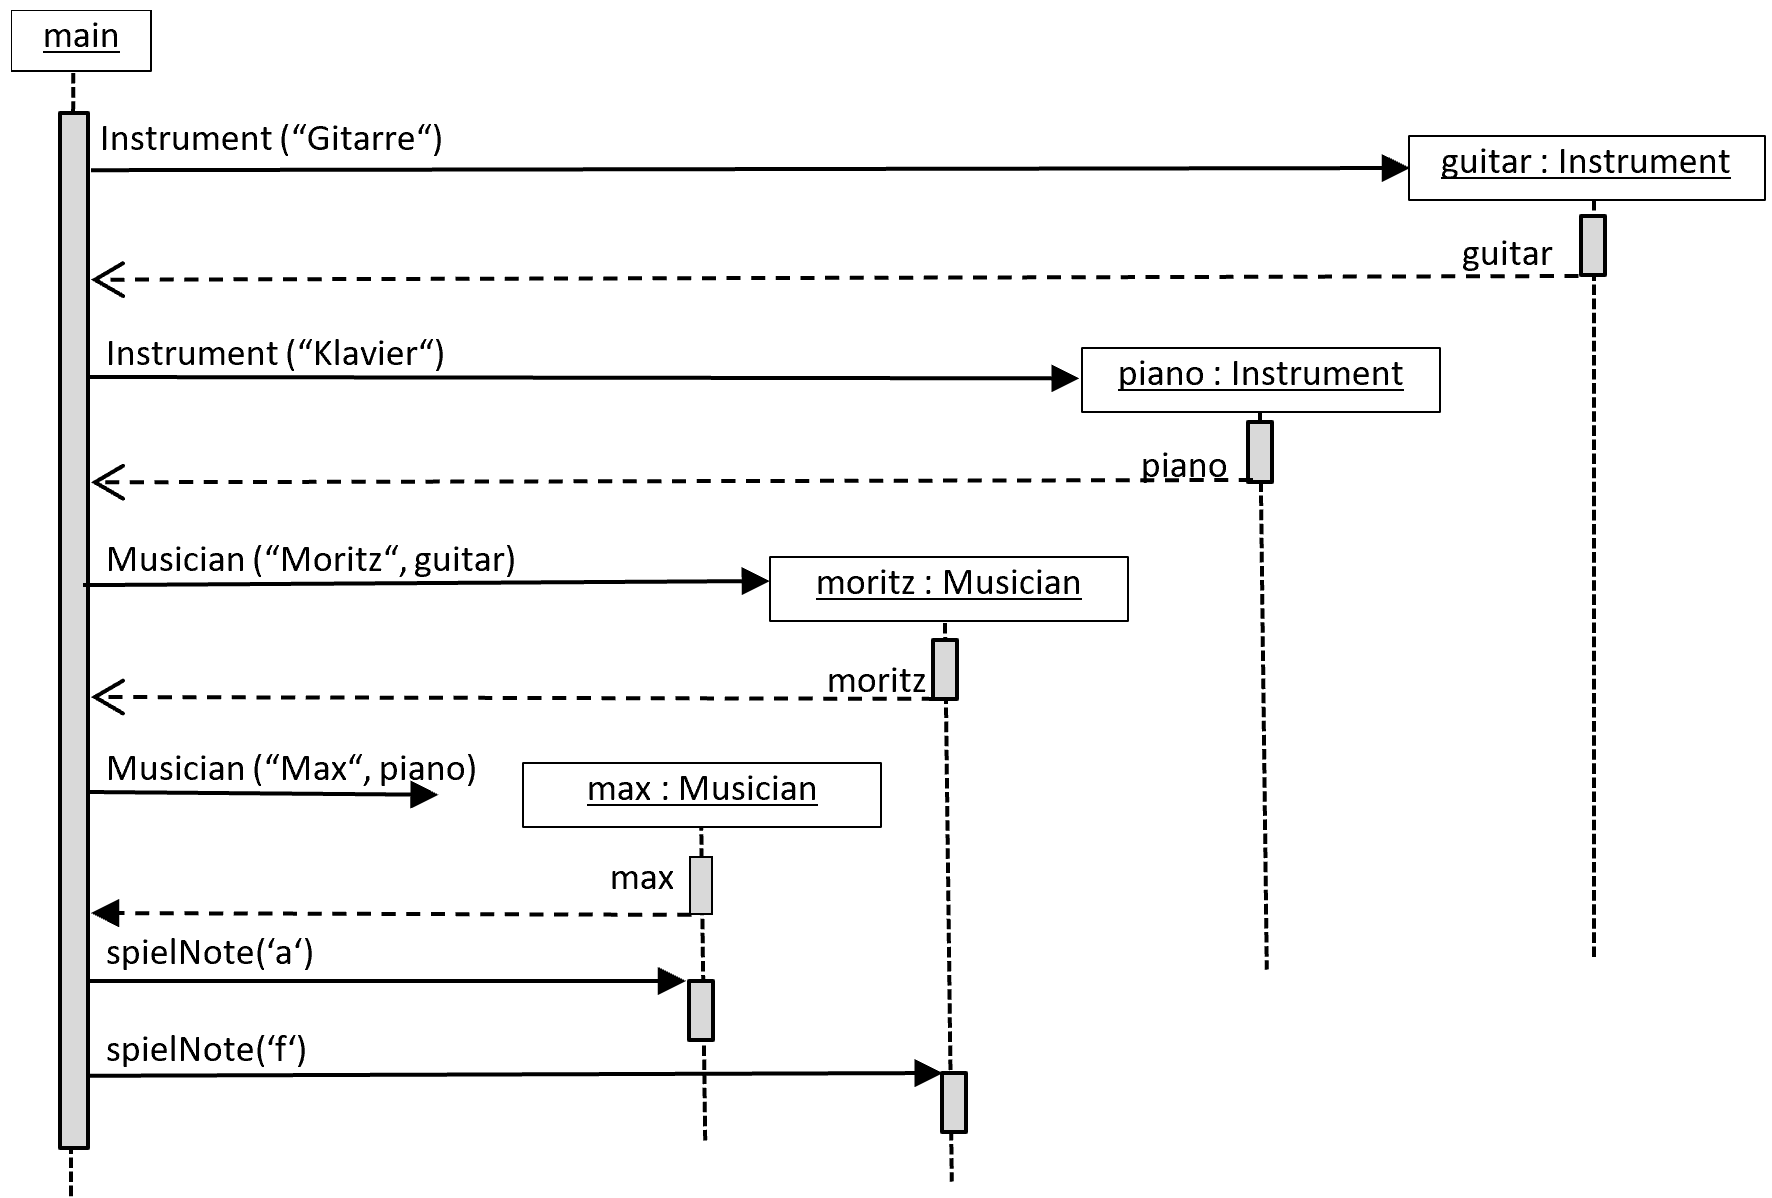 main
Instrument (“Gitarre“)
guitar : Instrument
guitar
Instrument (“Klavier“)
piano : Instrument
piano
Musician (“Moritz“, guitar)
moritz : Musician
moritz
Musician (“Max“, piano)
max : Musician
max
spielNote(‘a‘)
spielNote(‘f‘)